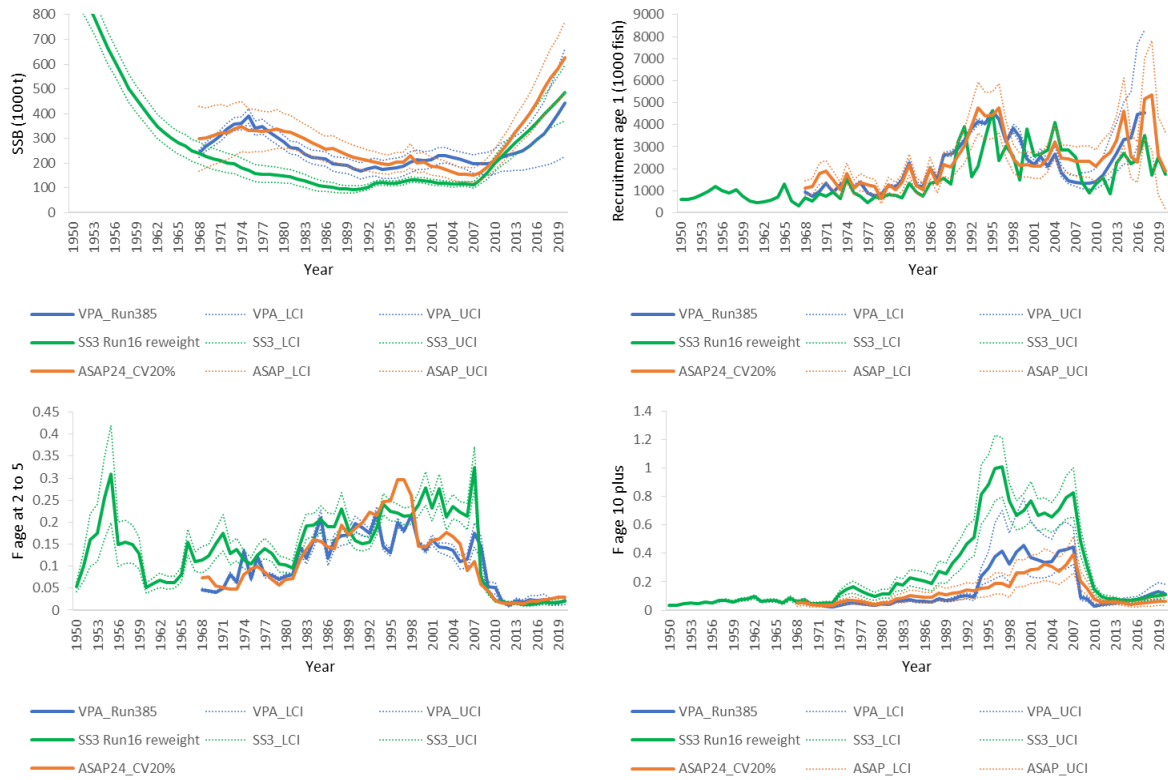 SSB (1000 t)
800
700
600
500
400
300
200
100
0
1950 1953 1956 1959 1962 1965 1968 1971 1974 1977 1980 1983 1986 1989 1992 1995 1998 2001 2004 2007 2010 2013 2016 2019
Year
VPA_Run385 VPA_LCI VPA_UCI
SS3 Run16 reweight SS3_LCI SS3_UCI
ASAP24_CV20% ASAP_LCI ASAP_UCI
Recruitment age 1 (1000 fish)
9000
8000
7000
6000
5000
4000
3000
2000
1000
0
1950 1953 1956 1959 1962 1965 1968 1971 1974 1977 1980 1983 1986 1989 1992 1995 1998 2001 2004 2007 2010 2013 2016 2019
Year
VPA_Run385 VPA_LCI VPA_UCI
SS3 Run16 reweight SS3_LCI SS3_UCI
ASAP24_CV20% ASAP_LCI ASAP_UCI
F age at 2 to 5
0.45
0.4
0.35
0.3
0.25
0.2
0.15
0.1
0.05
0
1950 1953 1956 1959 1962 1965 1968 1971 1974 1977 1980 1983 1986 1989 1992 1995 1998 2001 2004 2007 2010 2013 2016 2019
Year
VPA_Run385 VPA_LCI VPA_UCI
SS3 Run16 reweight SS3_LCI SS3_UCI
ASAP24_CV20%
F age 10 plus
1.4
1.2
1
0.8
0.6
0.4
0.2
0
1950 1953 1956 1959 1962 1965 1968 1971 1974 1977 1980 1983 1986 1989 1992 1995 1998 2001 2004 2007 2010 2013 2016 2019
Year
VPA_Run385 VPA_LCI VPA_UCI
SS3 Run16 reweight SS3_LCI SS3_UCI
ASAP24_CV20% ASAP_LCI ASAP_UCI